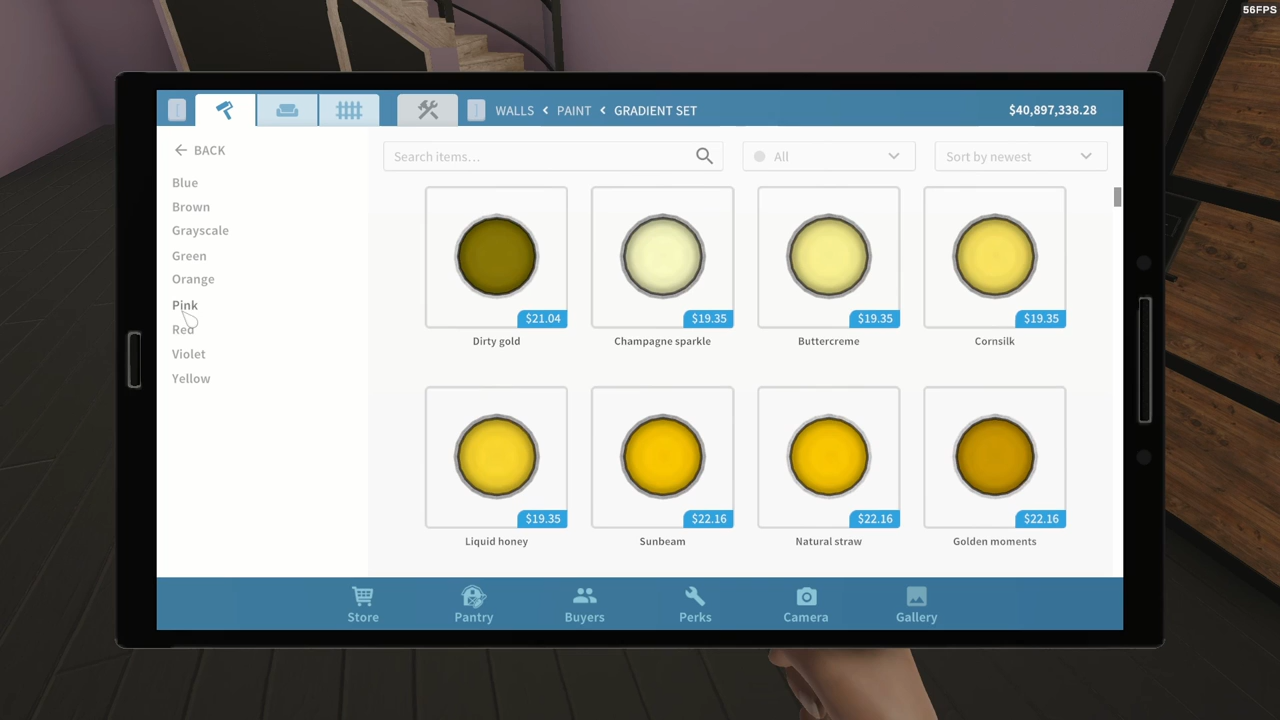 56FPS
WALLS < PAINT < GRADIENT SET
$40,897,338.28
BACK
Search items...
All
Sort by newest
Blue
Brown
Grayscale
Green
Orange
Pink
Red
Violet
Yellow
$21.04 $19.35 $19.35 $19.35
Dirty gold Champagne sparkle Buttercreme Cornsilk
$19.35 $22.16 $22.16 $22.16
Liquid honey Sunbeam Natural straw Golden moments
Store Pantry Buyers Perks Camera Gallery